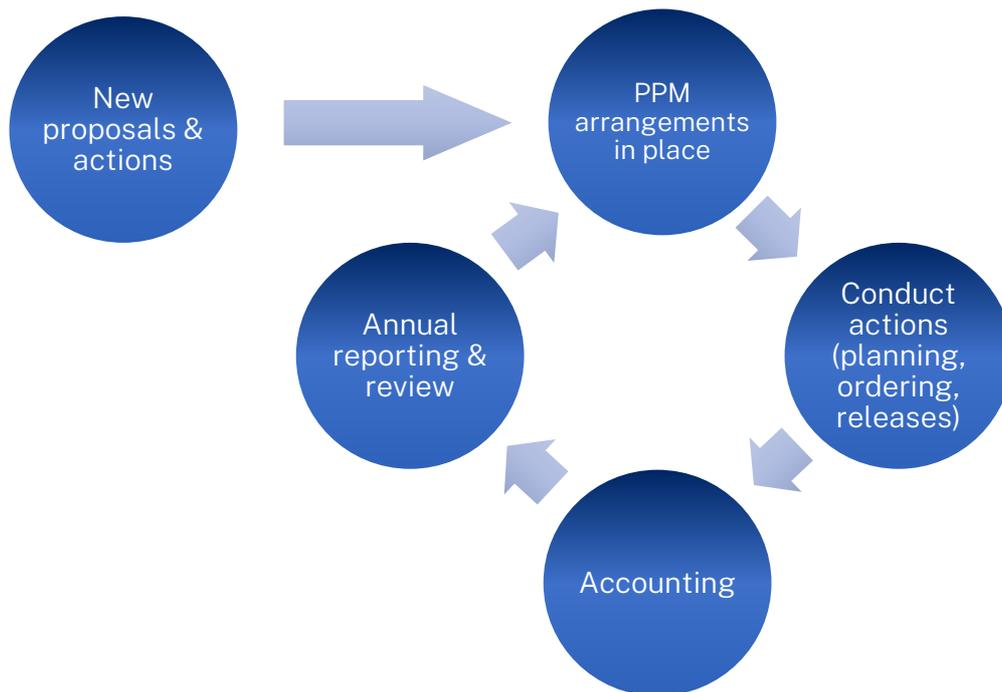 New
proposals &
actions
PPM
arrangements
in place
Conduct
actions
(planning,
ordering,
releases)
Accounting
Annual
reporting &
review